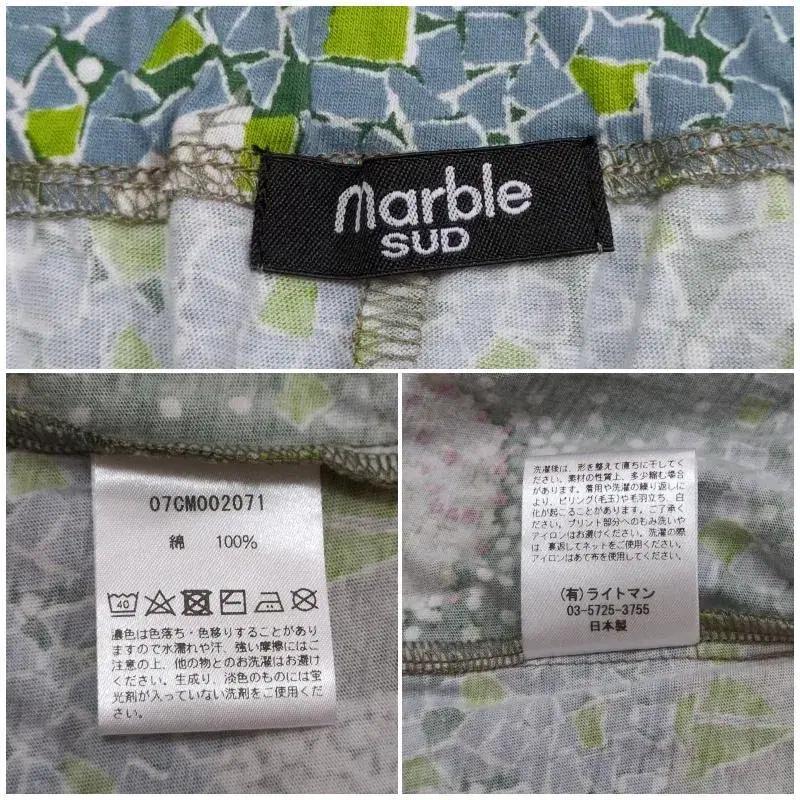 marble
SUD
07CM002071
綿 100%
40
濃色は色落ち・色移りすることがあり
ますので水濡れや汗、強い摩擦にはご
注意の上、他の物とのお洗濯はお避け
ください。生成り、淡色のものには蛍
光剤が入っていない洗剤をご使用くだ
さい。
洗濯後は、形を整えて直ちに干してく
ださい。素材の性質上、多少縮む場合
があります。着用や洗濯の繰り返しに
より、ピリング(毛玉)や毛羽立ち、白
化が起こることがあります。ご了承く
ださい。プリント部分へのもみ洗いや
アイロンはお避けください。洗濯の際
は、裏返してネットをご使用ください。
アイロンはあて布を使用してください。
(有)ライトマン
03-5725-3755
日本製